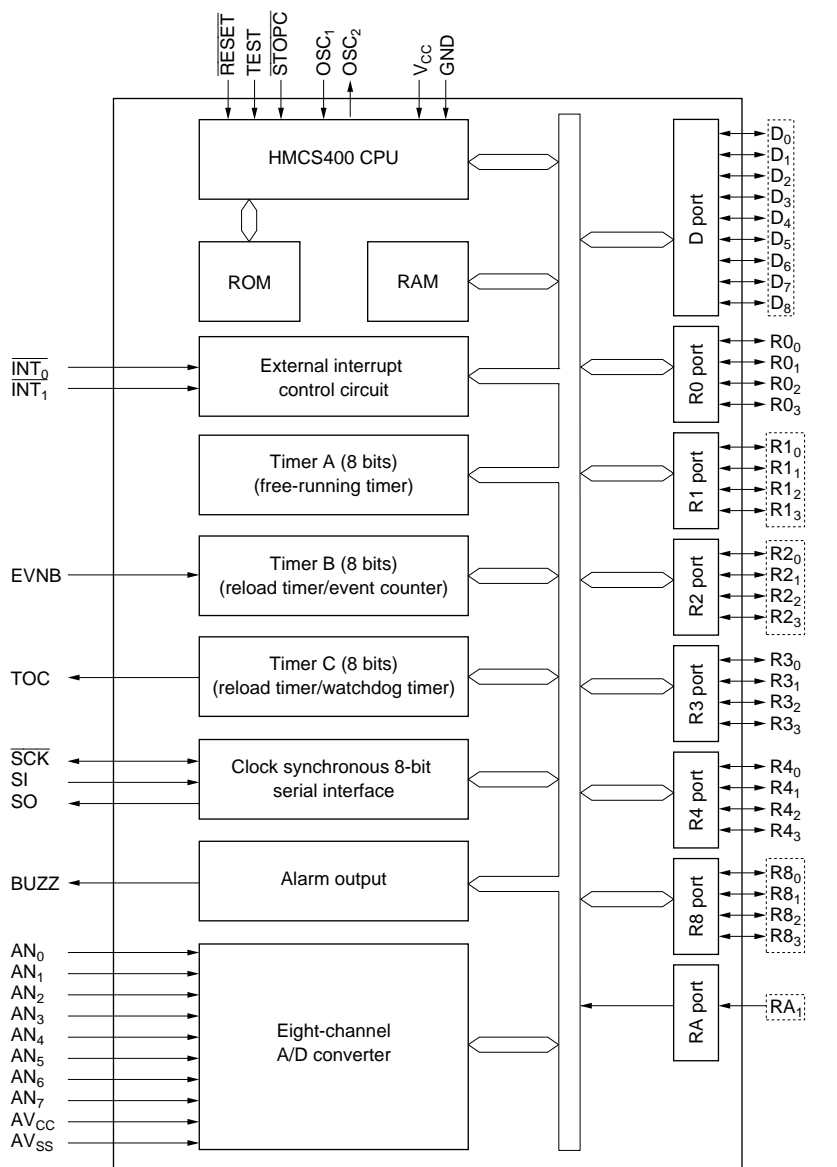 RESET
TEST
STOPC
OSC₁
OSC₂
VCC
GND
HMCS400 CPU
ROM
RAM
INT₀
INT₁
External interrupt
control circuit
Timer A (8 bits)
(free-running timer)
EVNB
Timer B (8 bits)
(reload timer/event counter)
TOC
Timer C (8 bits)
(reload timer/watchdog timer)
SCK
SI
SO
Clock synchronous 8-bit
serial interface
BUZZ
Alarm output
AN₀
AN₁
AN₂
AN₃
AN₄
AN₅
AN₆
AN₇
AVCC
AVSS
Eight-channel
A/D converter
D port
D₀
D₁
D₂
D₃
D₄
D₅
D₆
D₇
D₈
R0 port
R0₀
R0₁
R0₂
R0₃
R1 port
R1₀
R1₁
R1₂
R1₃
R2 port
R2₀
R2₁
R2₂
R2₃
R3 port
R3₀
R3₁
R3₂
R3₃
R4 port
R4₀
R4₁
R4₂
R4₃
R8 port
R8₀
R8₁
R8₂
R8₃
RA port
RA₁